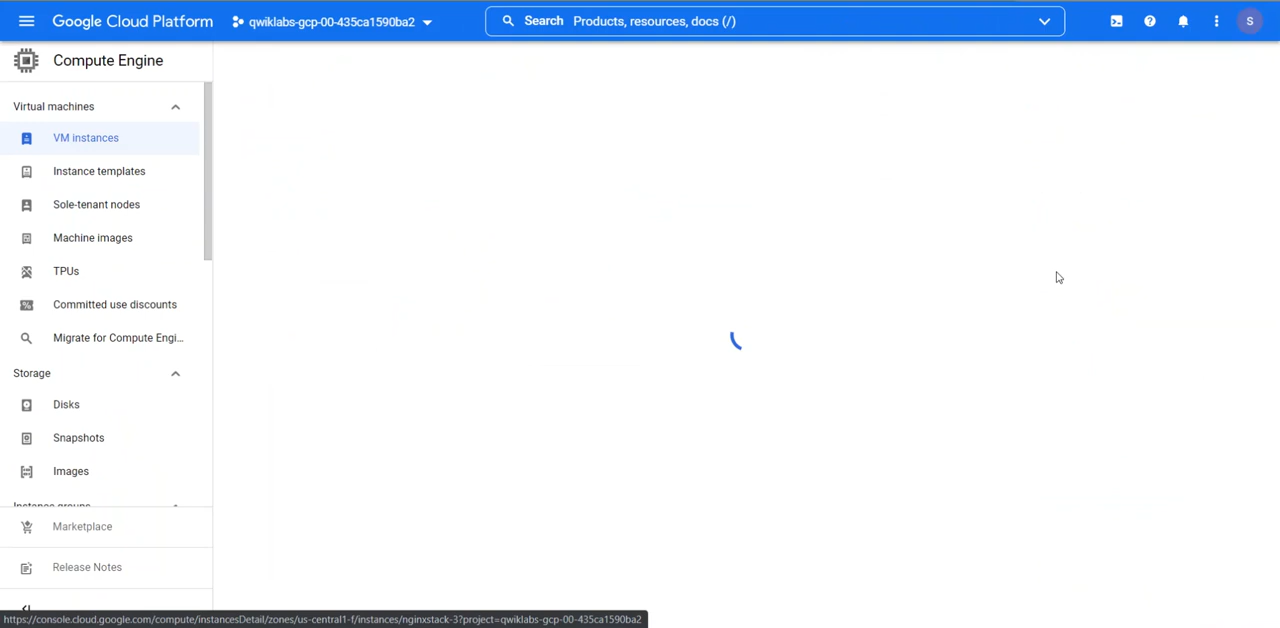 Google Cloud Platform
qwiklabs-gcp-00-435ca1590ba2
Search Products, resources, docs (/)
S
Compute Engine
Virtual machines
VM instances
Instance templates
Sole-tenant nodes
Machine images
TPUs
Committed use discounts
Migrate for Compute Engi...
Storage
Disks
Snapshots
Images
Instance groups
Marketplace
Release Notes
https://console.cloud.google.com/compute/instancesDetail/zones/us-central1-f/instances/nginxstack-3?project=qwiklabs-gcp-00-435ca1590ba2